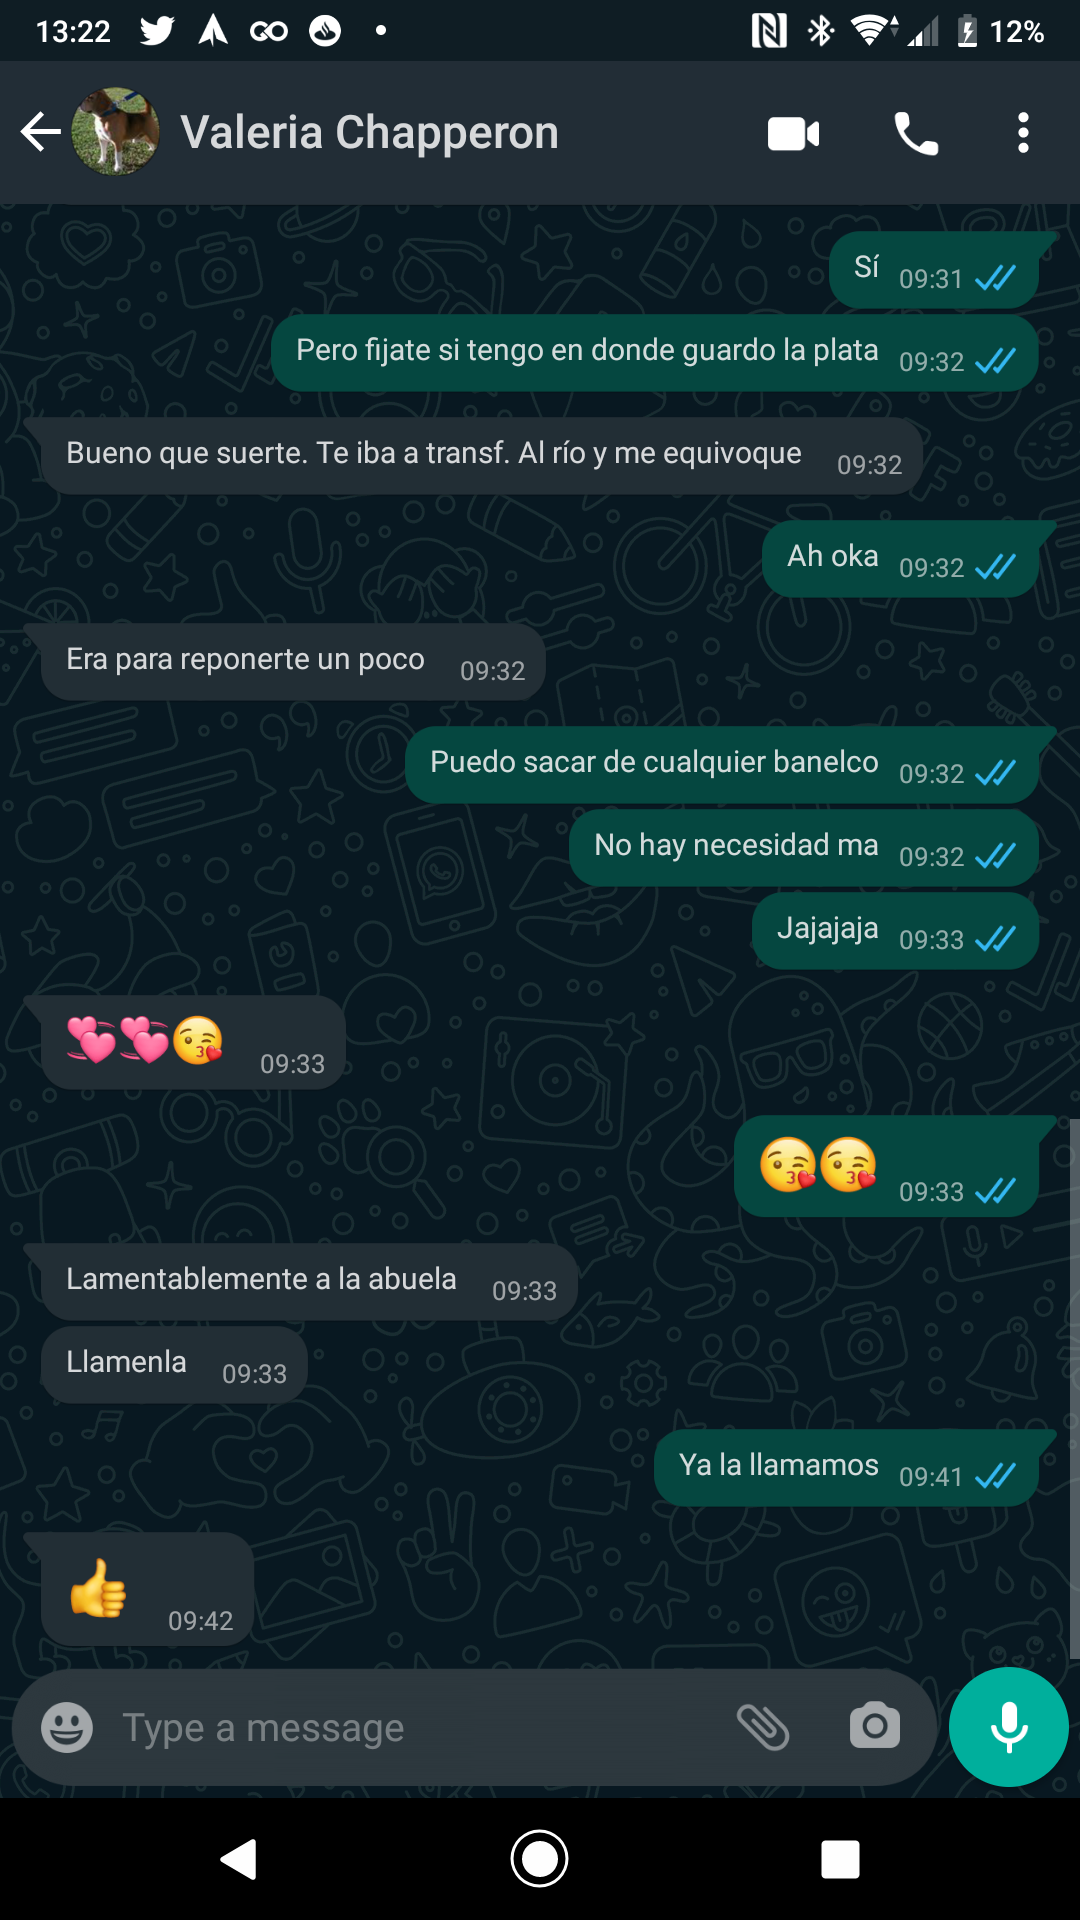 13:22
12%
Valeria Chapperon
Sí 09:31
Pero fijate si tengo en donde guardo la plata 09:32
Bueno que suerte. Te iba a transf. Al río y me equivoque 09:32
Ah oka 09:32
Era para reponerte un poco 09:32
Puedo sacar de cualquier banelco 09:32
No hay necesidad ma 09:32
Jajajaja 09:33
09:33
09:33
Lamentablemente a la abuela 09:33
Llamenla 09:33
Ya la llamamos 09:41
09:42
Type a message